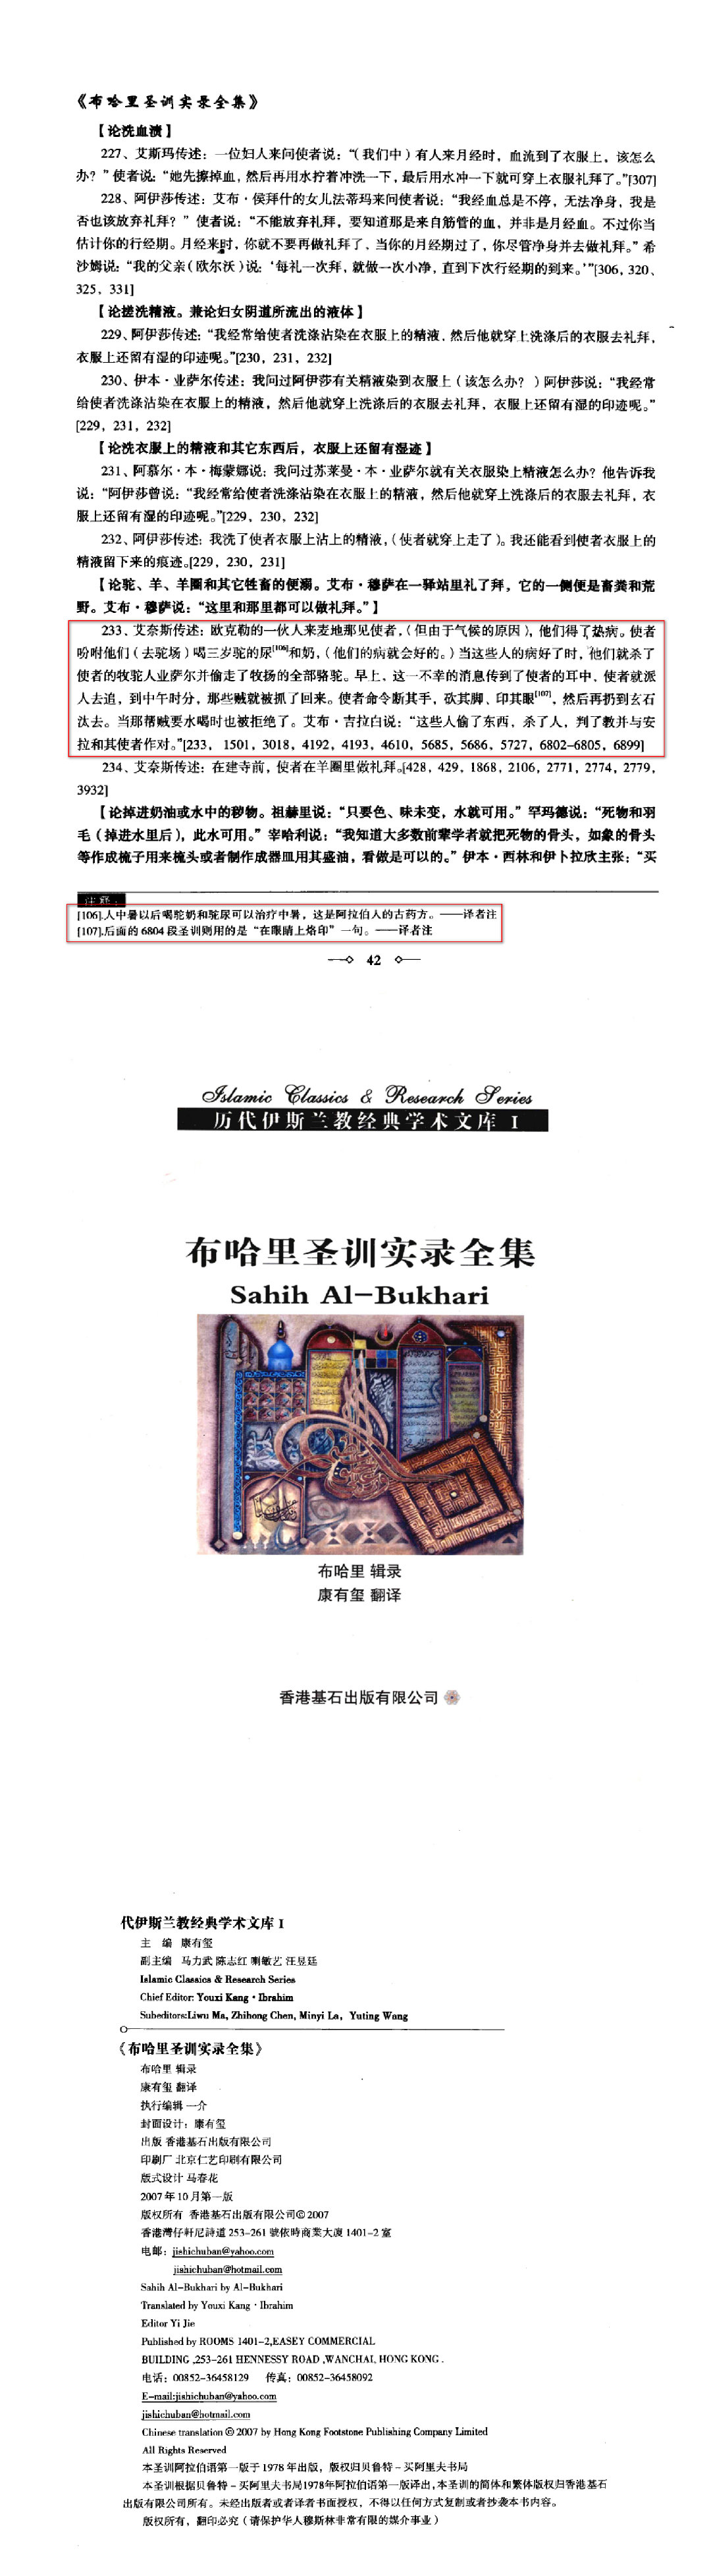 《布哈里圣训实录全集》
【论洗血渍】
227、艾斯玛传述：一位妇人来问使者说：“（我们中）有人来月经时，血流到了衣服上，该怎么
办？”使者说：“她先擦掉血，然后再用水拧着冲洗一下，最后用水冲一下就可穿上衣服礼拜了。”[307]
228、阿伊莎传述：艾布·侯拜什的女儿法蒂玛来问使者说：“我经血总是不停，无法净身，我是
否也该放弃礼拜？”使者说：“不能放弃礼拜，要知道那是来自筋管的血，并非是月经血。不过你当
估计你的行经期。月经来时，你就不要再做礼拜了、当你的月经期过了，你尽管净身并去做礼拜。”希
沙姆说：“我的父亲（欧尔沃）说：‘每礼一次拜，就做一次小净，直到下次行经期的到来。’”[306，320、
325，331]
【论搓洗精液。兼论妇女阴道所流出的液体】
229、阿伊莎传述：“我经常给使者洗涤沾染在衣服上的精液，然后他就穿上洗涤后的衣服去礼拜，
衣服上还留有湿的印迹呢。”[230，231，232]
230、伊本·亚萨尔传述：我问过阿伊莎有关精液染到衣服上（该怎么办？）阿伊莎说：“我经常
给使者洗涤沾染在衣服上的精液，然后他就穿上洗涤后的衣服去礼拜，衣服上还留有湿的印迹呢。”
[229，231，232]
【论洗衣服上的精液和其它东西后，衣服上还留有湿迹】
231、阿慕尔·本·梅蒙娜说：我问过苏莱曼·本·业萨尔就有关衣服染上精液怎么办？他告诉我
说：“阿伊莎曾说：“我经常给使者洗涤沾染在衣服上的精液，然后他就穿上洗涤后的衣服去礼拜，衣
服上还留有湿的印迹呢。”[229，230，232]
232、阿伊莎传述：我洗了使者衣服上沾上的精液，（使者就穿上走了）。我还能看到使者衣服上的
精液留下来的痕迹。[229，230，231]
【论驼、羊、羊圈和其它牲畜的便溺。艾布·穆萨在一驿站里礼了拜，它的一侧便是畜粪和荒
野。艾布·穆萨说：“这里和那里都可以做礼拜。”】
233、艾奈斯传述：欧克勒的一伙人来麦地那见使者，（但由于气候的原因），他们得了热病。使者
吩咐他们（去驼场）喝三岁驼的尿[106]和奶，（他们的病就会好的。）当这些人的病好了时，他们就杀了
使者的牧驼人业萨尔并偷走了牧扬的全部骆驼。早上，这一不幸的消息传到了使者的耳中，使者就派
人去追，到中午时分，那些贼就被抓了回来。使者命令断其手，砍其脚、印其眼[107]，然后再扔到玄石
汰去。当那帮贼要水喝时也被拒绝了。艾布·吉拉白说：“这些人偷了东西，杀了人，判了教并与安
拉和其使者作对。”[233，1501，3018，4192，4193，4610，5685，5686，5727，6802-6805，6899]
234、艾奈斯传述：在建寺前，使者在羊圈里做礼拜。[428，429，1868，2106，2771，2774，2779，
3932]
【论掉进奶油或水中的秽物。祖赫里说：“只要色、味未变，水就可用。”罕玛德说：“死物和羽
毛（掉进水里后），此水可用。”宰哈利说：“我知道大多数前辈学者就把死物的骨头，如象的骨头
等作成梳子用来梳头或者制作成器皿用其盛油，看做是可以的。”伊本·西林和伊卜拉欣主张：“买
注释：
[106].人中暑以后喝驼奶和驼尿可以治疗中暑，这是阿拉伯人的古药方。——译者注
[107].后面的 6804 段圣训则用的是“在眼睛上烙印”一句。——译者注
42
Islamic Classics & Research Series
历代伊斯兰教经典学术文库 I
布哈里圣训实录全集
Sahih Al-Bukhari
布哈里 辑录
康有玺 翻译
香港基石出版有限公司
代伊斯兰教经典学术文库 I
主 编 康有玺
副主编 马力武 陈志红 喇敏艺 汪昱廷
Islamic Classics & Research Series
Chief Editor: Youxi Kang·Ibrahim
Subeditors:Liwu Ma, Zhihong Chen, Minyi La, Yuting Wang
《布哈里圣训实录全集》
布哈里 辑录
康有玺 翻译
执行编辑 一介
封面设计：康有玺
出版 香港基石出版有限公司
印刷厂 北京仁艺印刷有限公司
版式设计 马春花
2007 年 10 月第一版
版权所有 香港基石出版有限公司©2007
香港灣仔軒尼詩道 253-261 號依時商業大廈 1401-2 室
电邮：jishichuban@yahoo.com
jishichuban@hotmail.com
Sahih Al-Bukhari by Al-Bukhari
Translated by Youxi Kang·Ibrahim
Editor Yi Jie
Published by ROOMS 1401-2,EASEY COMMERCIAL
BUILDING ,253-261 HENNESSY ROAD ,WANCHAI, HONG KONG .
电话：00852-36458129 传真：00852-36458092
E-mail:jishichuban@yahoo.com
jishichuban@hotmail.com
Chinese translation © 2007 by Hong Kong Footstone Publishing Company Limited
All Rights Reserved
本圣训阿拉伯语第一版于 1978 年出版，版权归贝鲁特-买阿里夫书局
本圣训根据贝鲁特-买阿里夫书局1978年阿拉伯语第一版译出，本圣训的简体和繁体版权归香港基石
出版有限公司所有。未经出版者或者译者书面授权，不得以任何方式复制或者抄袭本书内容。
版权所有，翻印必究（请保护华人穆斯林非常有限的媒介事业）